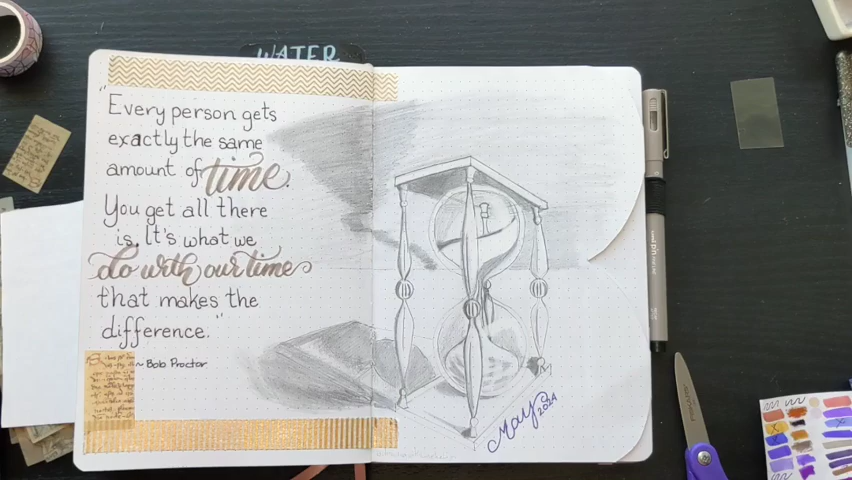 WATER
"Every person gets
exactly the same
amount of time.
You get all there
is. It's what we
do with our time
that makes the
difference."
~ Bob Proctor
May 2024